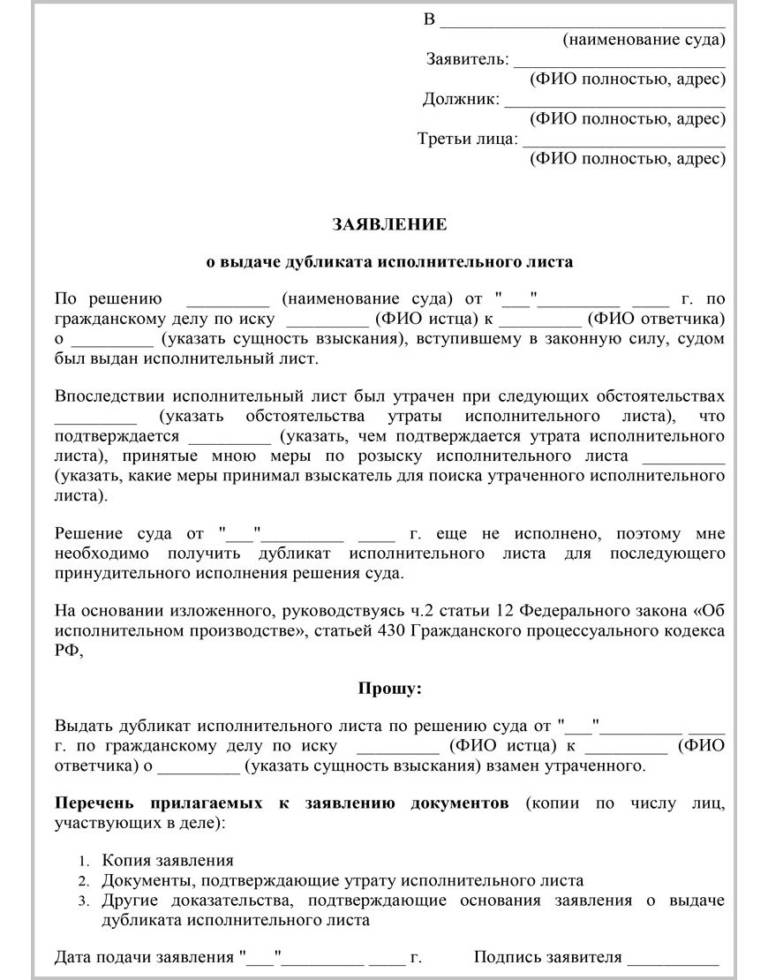 В ______________________________
(наименование суда)
Заявитель: ______________________
(ФИО полностью, адрес)
Должник: _______________________
(ФИО полностью, адрес)
Третьи лица: _____________________
(ФИО полностью, адрес)
ЗАЯВЛЕНИЕ
о выдаче дубликата исполнительного листа
По решению _________ (наименование суда) от "___"_________ ____ г. по
гражданскому делу по иску _________ (ФИО истца) к _________ (ФИО ответчика)
о _________ (указать сущность взыскания), вступившему в законную силу, судом
был выдан исполнительный лист.
Впоследствии исполнительный лист был утрачен при следующих обстоятельствах
_________ (указать обстоятельства утраты исполнительного листа), что
подтверждается _________ (указать, чем подтверждается утрата исполнительного
листа), принятые мною меры по розыску исполнительного листа _________
(указать, какие меры принимал взыскатель для поиска утраченного исполнительного
листа).
Решение суда от "___"_________ ____ г. еще не исполнено, поэтому мне
необходимо получить дубликат исполнительного листа для последующего
принудительного исполнения решения суда.
На основании изложенного, руководствуясь ч.2 статьи 12 Федерального закона «Об
исполнительном производстве», статьей 430 Гражданского процессуального кодекса
РФ,
Прошу:
Выдать дубликат исполнительного листа по решению суда от "___"_________ ____
г. по гражданскому делу по иску _________ (ФИО истца) к _________ (ФИО
ответчика) о _________ (указать сущность взыскания) взамен утраченного.
Перечень прилагаемых к заявлению документов (копии по числу лиц,
участвующих в деле):
1. Копия заявления
2. Документы, подтверждающие утрату исполнительного листа
3. Другие доказательства, подтверждающие основания заявления о выдаче
дубликата исполнительного листа
Дата подачи заявления "___"_________ ____ г. Подпись заявителя __________